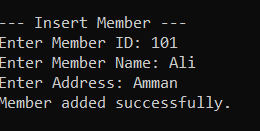 --- Insert Member ---
Enter Member ID: 101
Enter Member Name: Ali
Enter Address: Amman
Member added successfully.